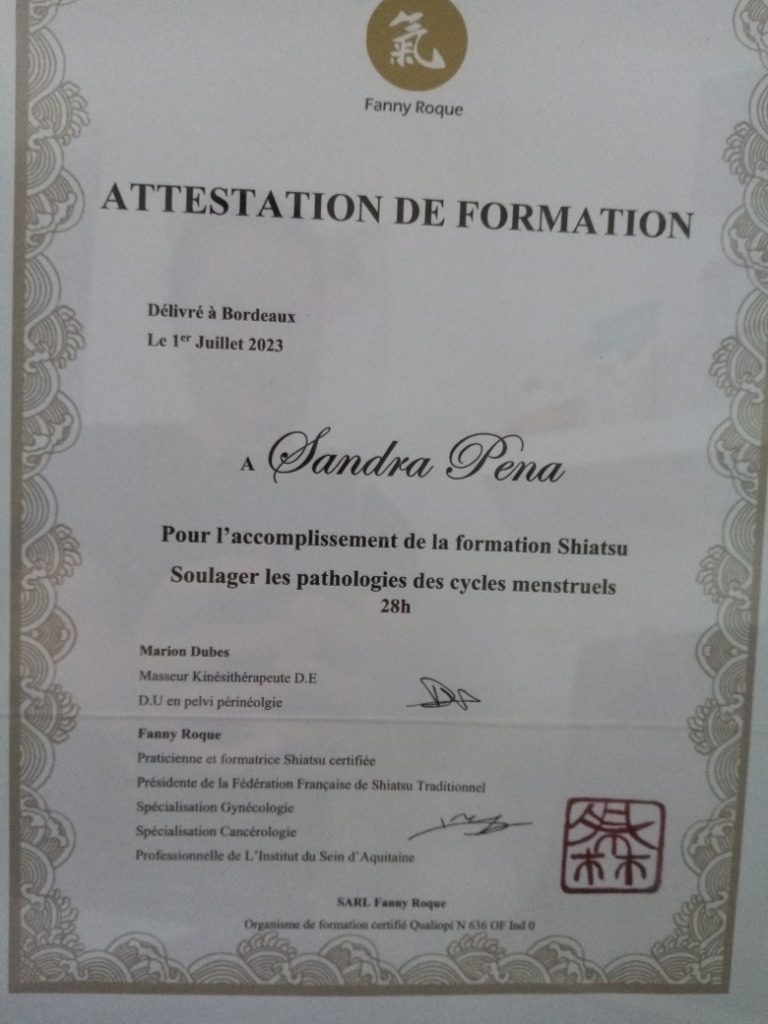 氣
Fanny Roque
ATTESTATION DE FORMATION
Délivré à Bordeaux
Le 1er Juillet 2023
A Sandra Pena
Pour l'accomplissement de la formation Shiatsu
Soulager les pathologies des cycles menstruels
28h
Marion Dubes
Masseur Kinésithérapeute D.E
D.U en pelvi périnéolgie
Fanny Roque
Praticienne et formatrice Shiatsu certifiée
Présidente de la Fédération Française de Shiatsu Traditionnel
Spécialisation Gynécologie
Spécialisation Cancérologie
Professionnelle de L'Institut du Sein d'Aquitaine
SARL Fanny Roque
Organisme de formation certifié Qualiopi N 636 OF Ind 0